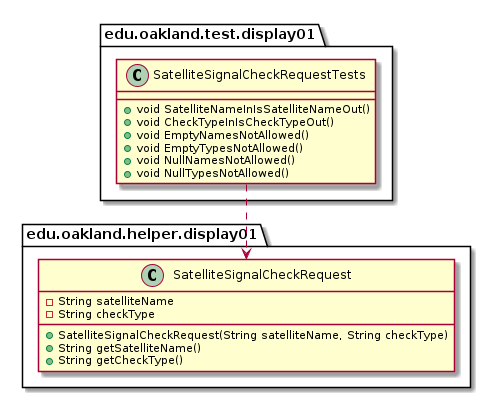 edu.oakland.test.display01
C SatelliteSignalCheckRequestTests
void SatelliteNameInIsSatelliteNameOut()
void CheckTypeInIsCheckTypeOut()
void EmptyNamesNotAllowed()
void EmptyTypesNotAllowed()
void NullNamesNotAllowed()
void NullTypesNotAllowed()
edu.oakland.helper.display01
C SatelliteSignalCheckRequest
String satelliteName
String checkType
SatelliteSignalCheckRequest(String satelliteName, String checkType)
String getSatelliteName()
String getCheckType()